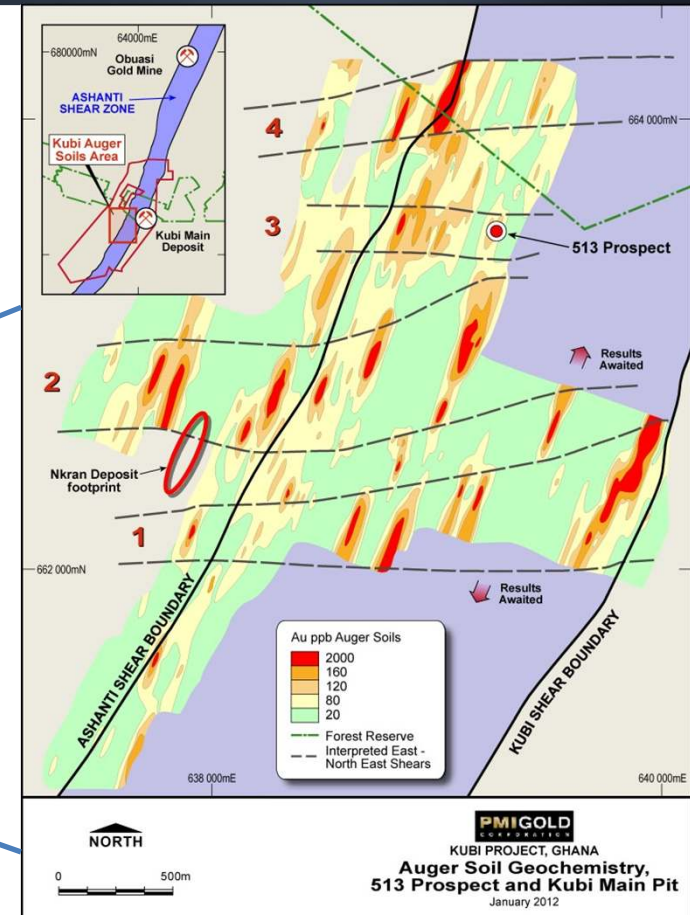 64000mE
680000mN
Obuasi
Gold Mine
ASHANTI
SHEAR ZONE
Kubi Auger
Soils Area
Kubi Main
Deposit
4
664 000mN
3
513 Prospect
Results
Awaited
2
Nkran Deposit
footprint
1
662 000mN
Results
Awaited
ASHANTI SHEAR BOUNDARY
KUBI SHEAR BOUNDARY
Au ppb Auger Soils
2000
160
120
80
20
Forest Reserve
Interpreted East -
North East Shears
638 000mE
640 000mE
NORTH
0 500m
PMIGOLD
CORPORATION
KUBI PROJECT, GHANA
Auger Soil Geochemistry,
513 Prospect and Kubi Main Pit
January 2012